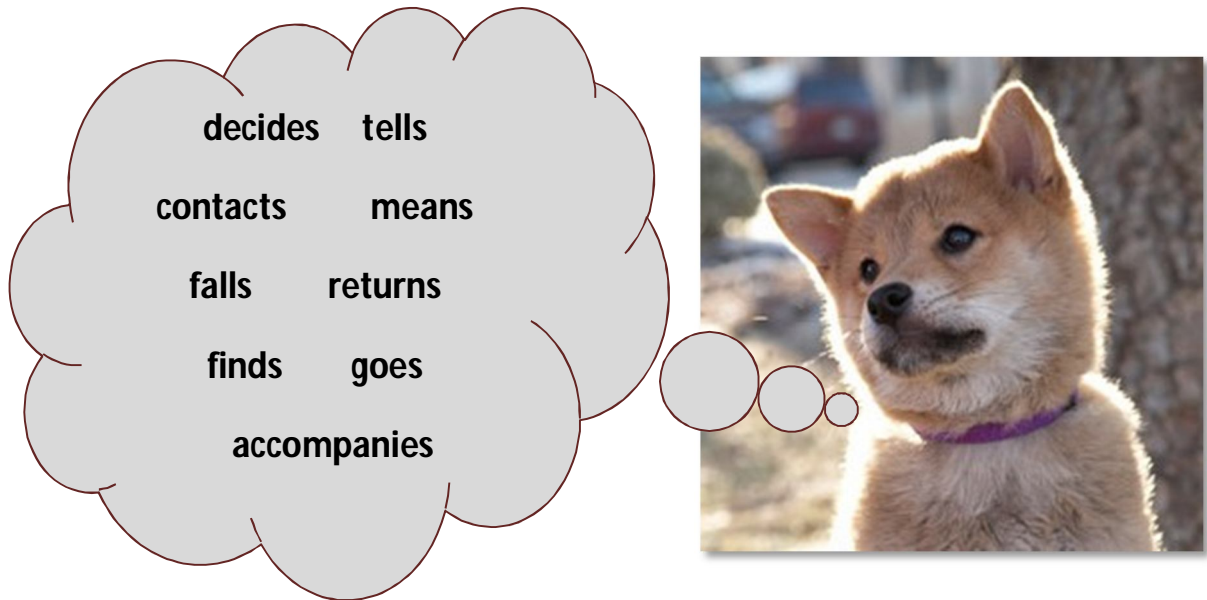 decides tells
contacts means
falls returns
finds goes
accompanies